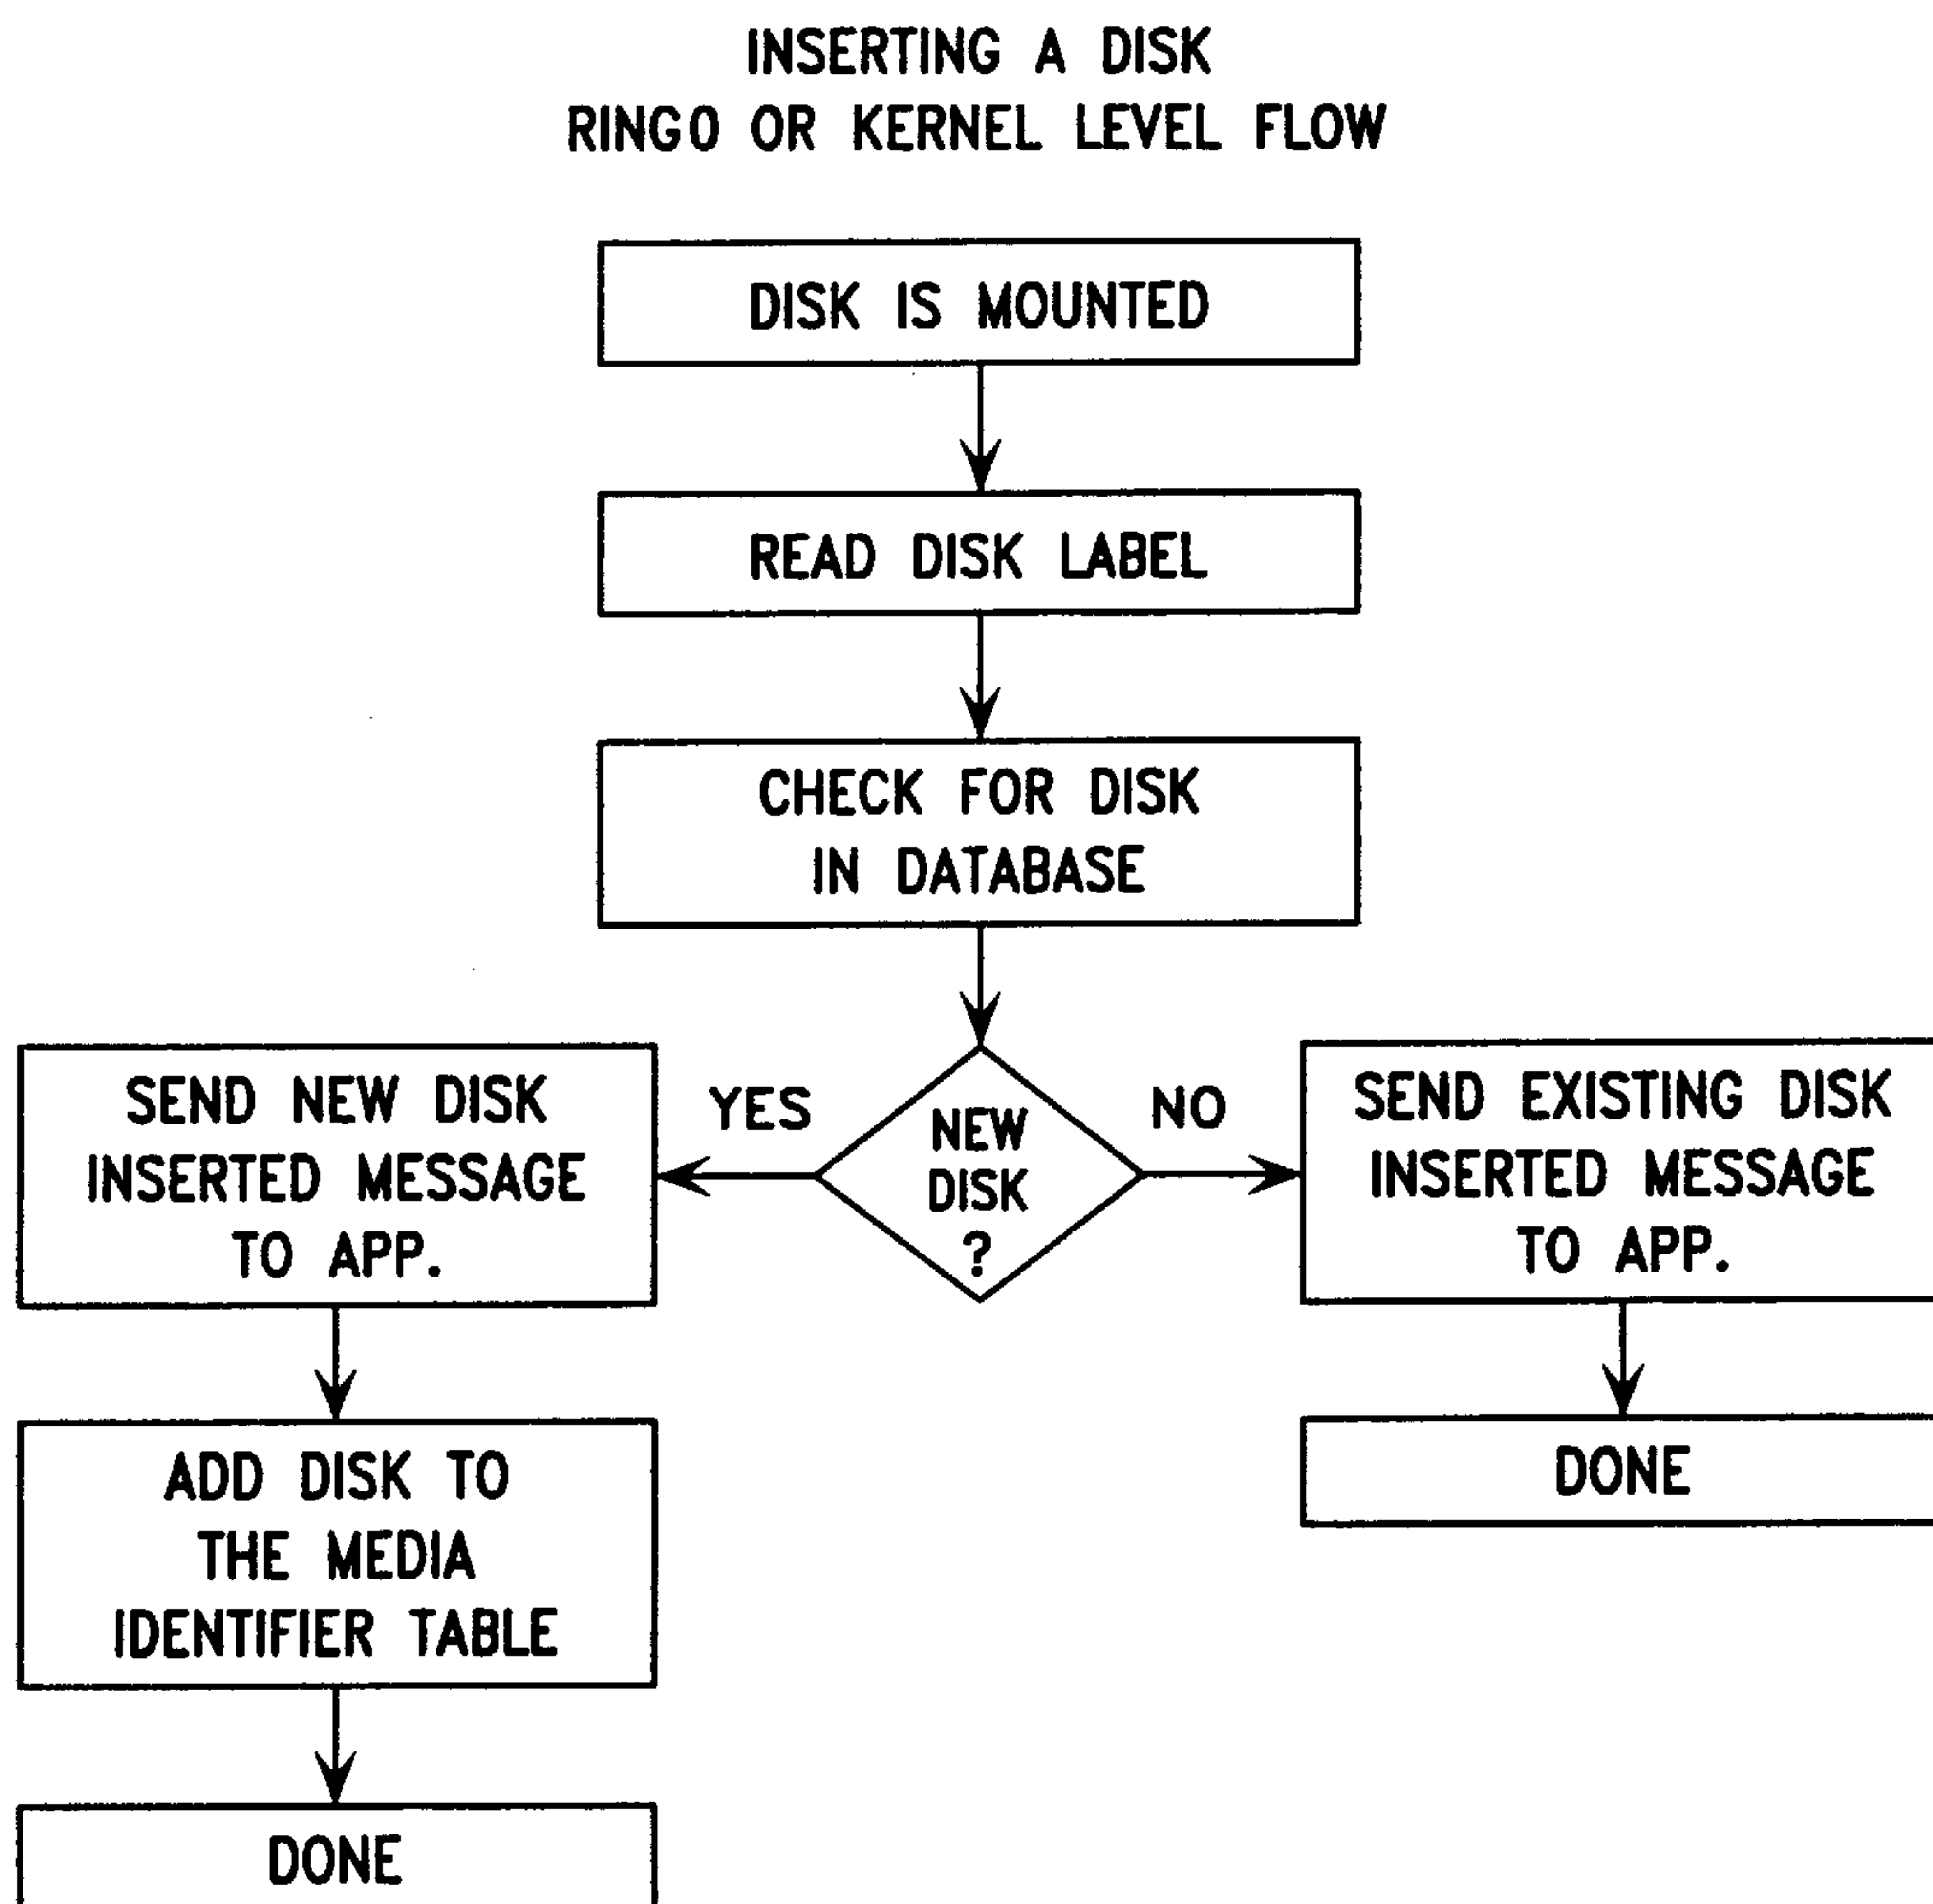 INSERTING A DISK
RING0 OR KERNEL LEVEL FLOW
DISK IS MOUNTED
READ DISK LABEL
CHECK FOR DISK
IN DATABASE
NEW
DISK
?
YES
NO
SEND NEW DISK
INSERTED MESSAGE
TO APP.
ADD DISK TO
THE MEDIA
IDENTIFIER TABLE
DONE
SEND EXISTING DISK
INSERTED MESSAGE
TO APP.
DONE